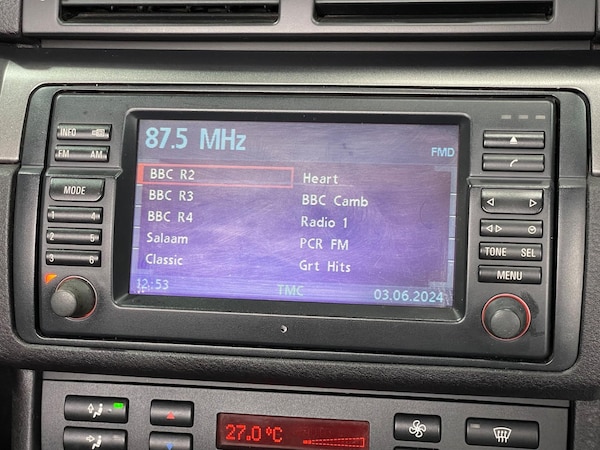 87.5 MHz
FMD
BBC R2
Heart
BBC R3
BBC Camb
BBC R4
Radio 1
Salaam
PCR FM
Classic
Grt Hits
12:53
TMC
03.06.2024
INFO
FM AM
MODE
1 4
2 5
3 6
TONE SEL
MENU
27.0°C